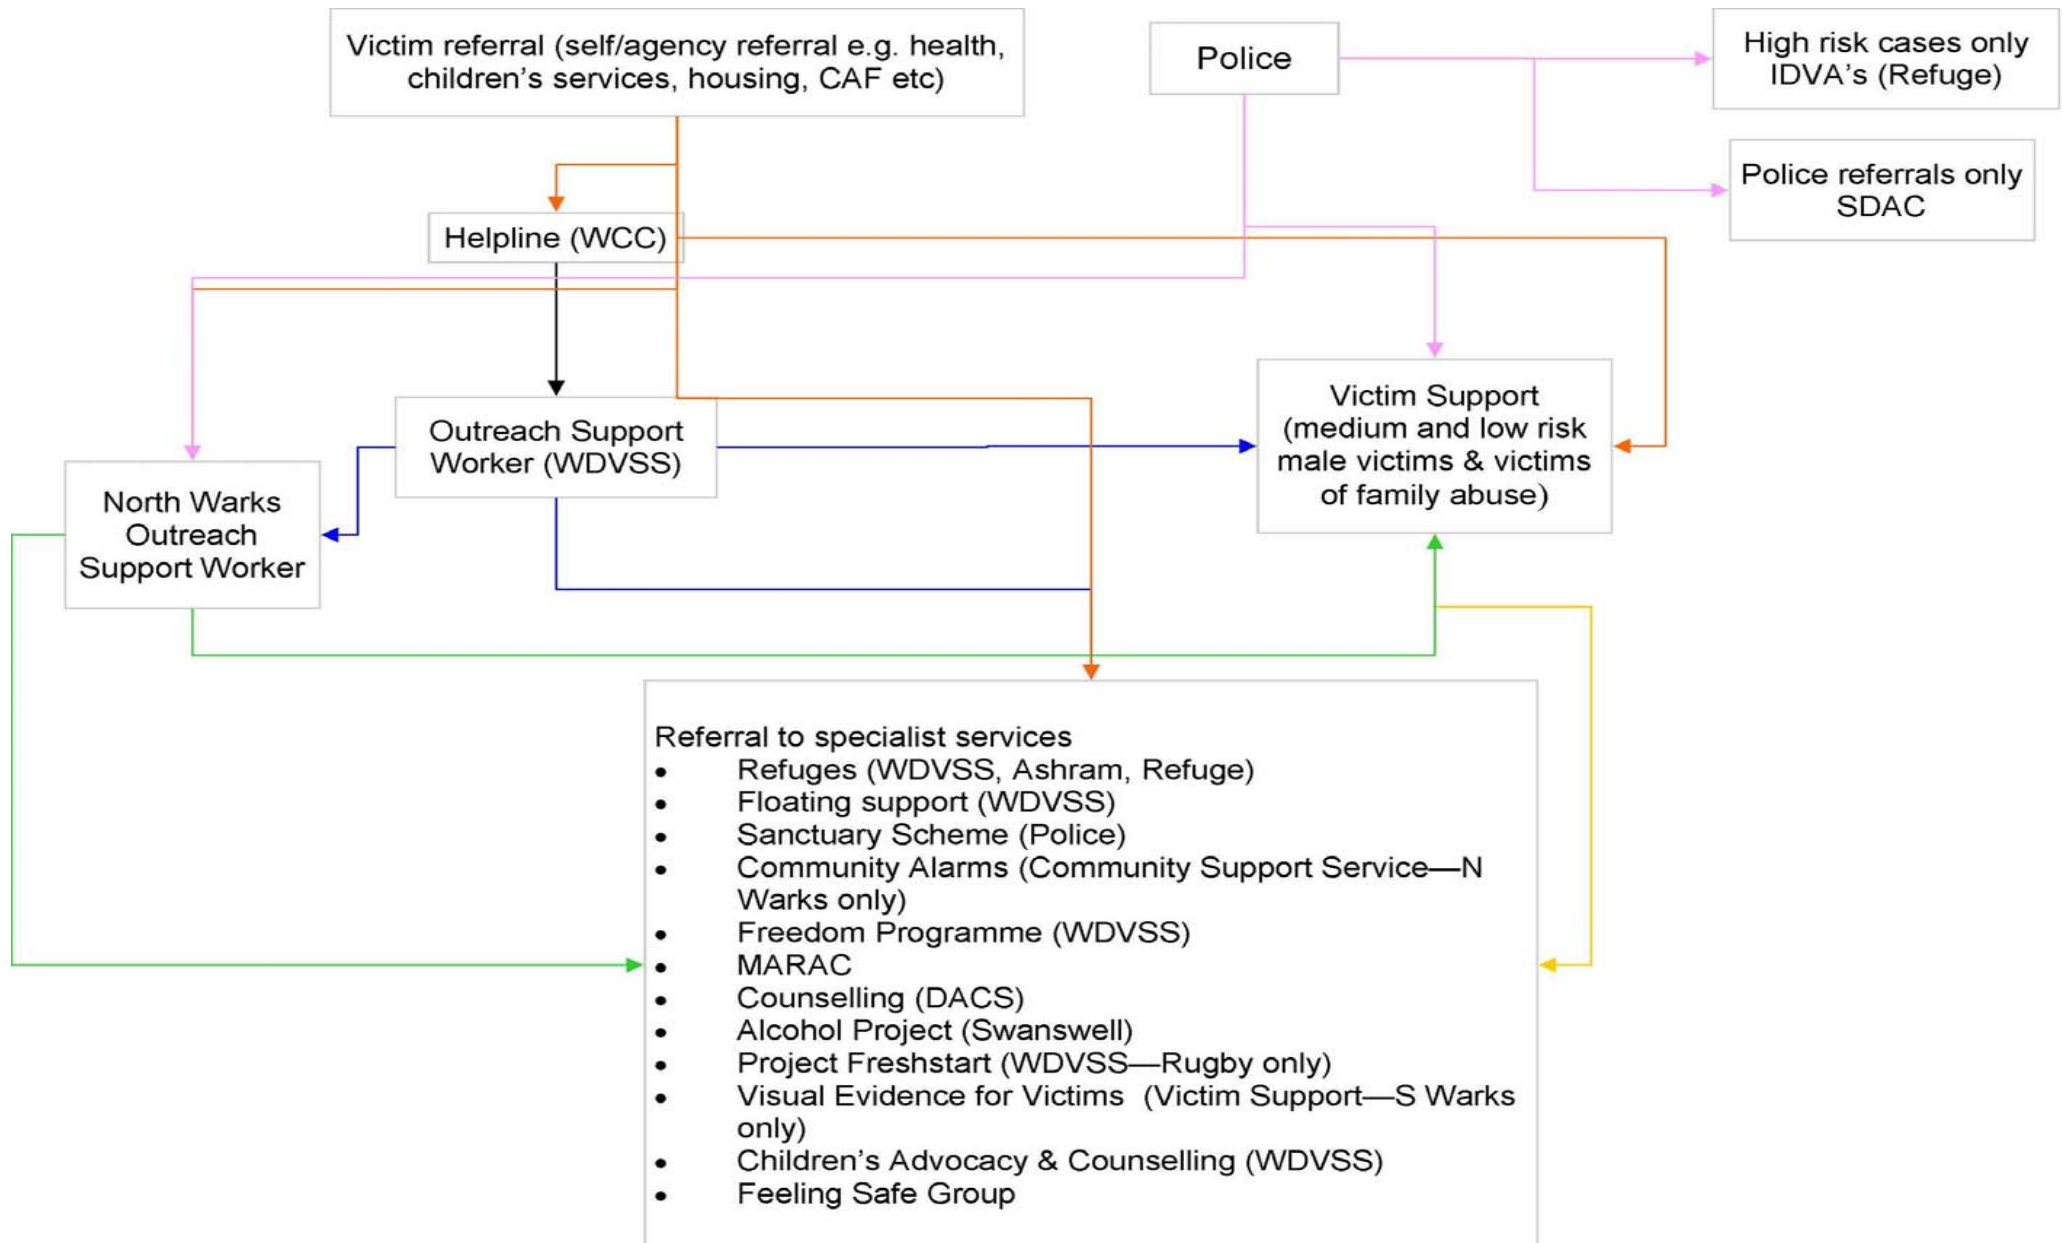 Victim referral (self/agency referral e.g. health,
children’s services, housing, CAF etc)
Police
High risk cases only
IDVA’s (Refuge)
Police referrals only
SDAC
Helpline (WCC)
Outreach Support
Worker (WDVSS)
Victim Support
(medium and low risk
male victims & victims
of family abuse)
North Warks
Outreach
Support Worker
Referral to specialist services
• Refuges (WDVSS, Ashram, Refuge)
• Floating support (WDVSS)
• Sanctuary Scheme (Police)
• Community Alarms (Community Support Service—N
Warks only)
• Freedom Programme (WDVSS)
• MARAC
• Counselling (DACS)
• Alcohol Project (Swanswell)
• Project Freshstart (WDVSS—Rugby only)
• Visual Evidence for Victims (Victim Support—S Warks
only)
• Children’s Advocacy & Counselling (WDVSS)
• Feeling Safe Group